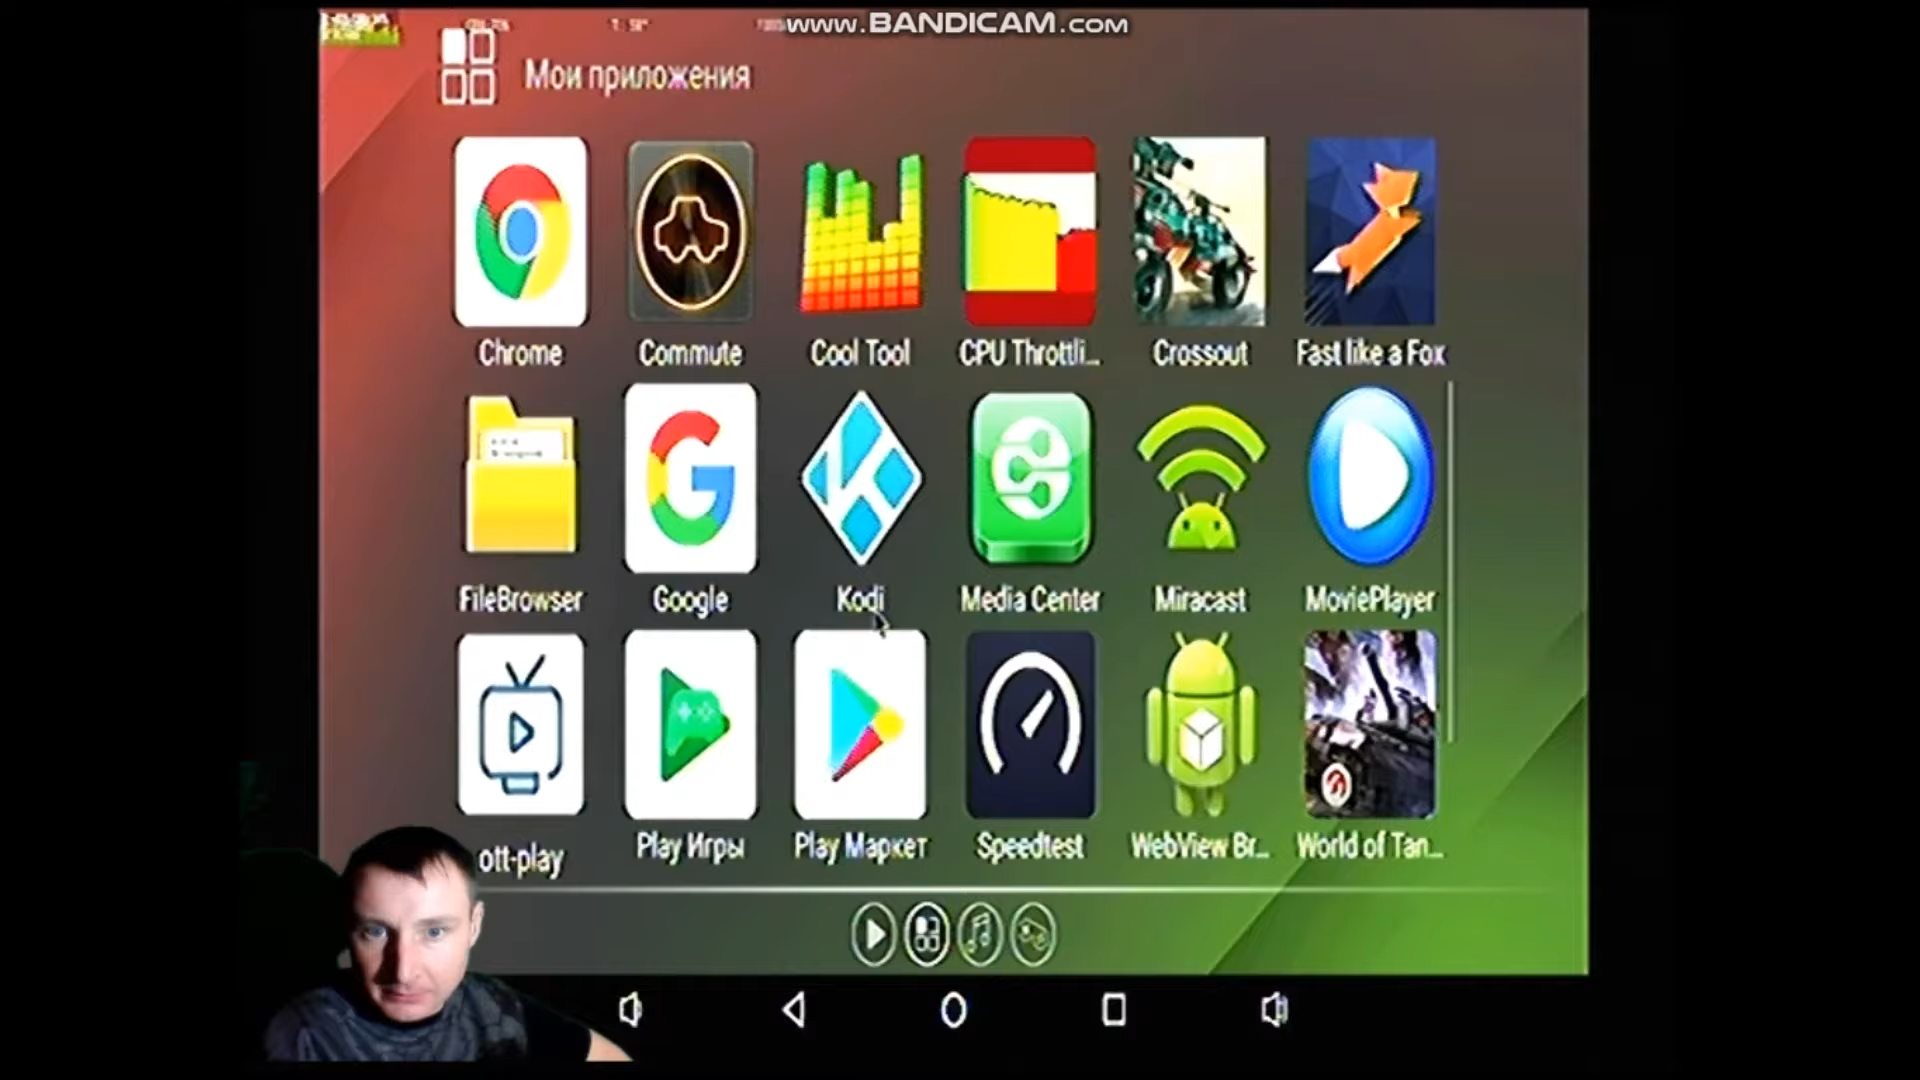 www.BANDICAM.com
Мои приложения
Chrome
Commute
Cool Tool
CPU Throttli...
Crossout
Fast like a Fox
FileBrowser
Google
Kodi
Media Center
Miracast
MoviePlayer
ott-play
Play Игры
Play Маркет
Speedtest
WebView Br...
World of Tan...